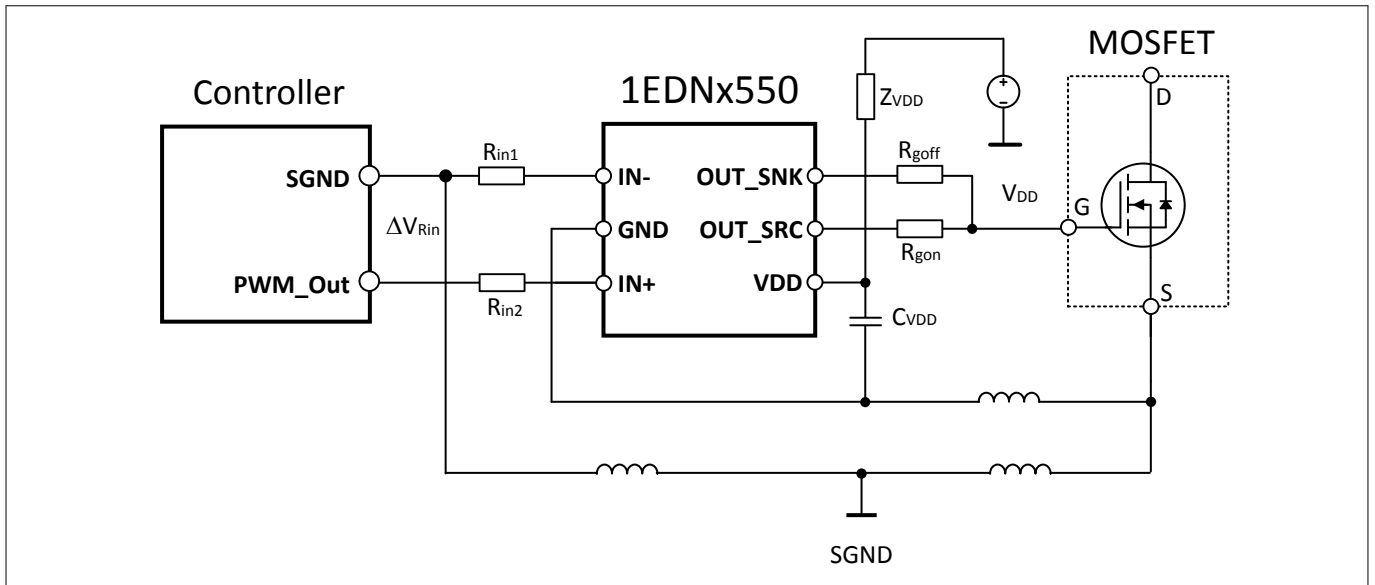 MOSFET
Controller
1EDNx550
ZVDD
+
−
D
Rin1
Rgoff
SGND
IN-
OUT_SNK
VDD
G
ΔVRin
GND
OUT_SRC
Rgon
PWM_Out
Rin2
IN+
VDD
S
CVDD
SGND